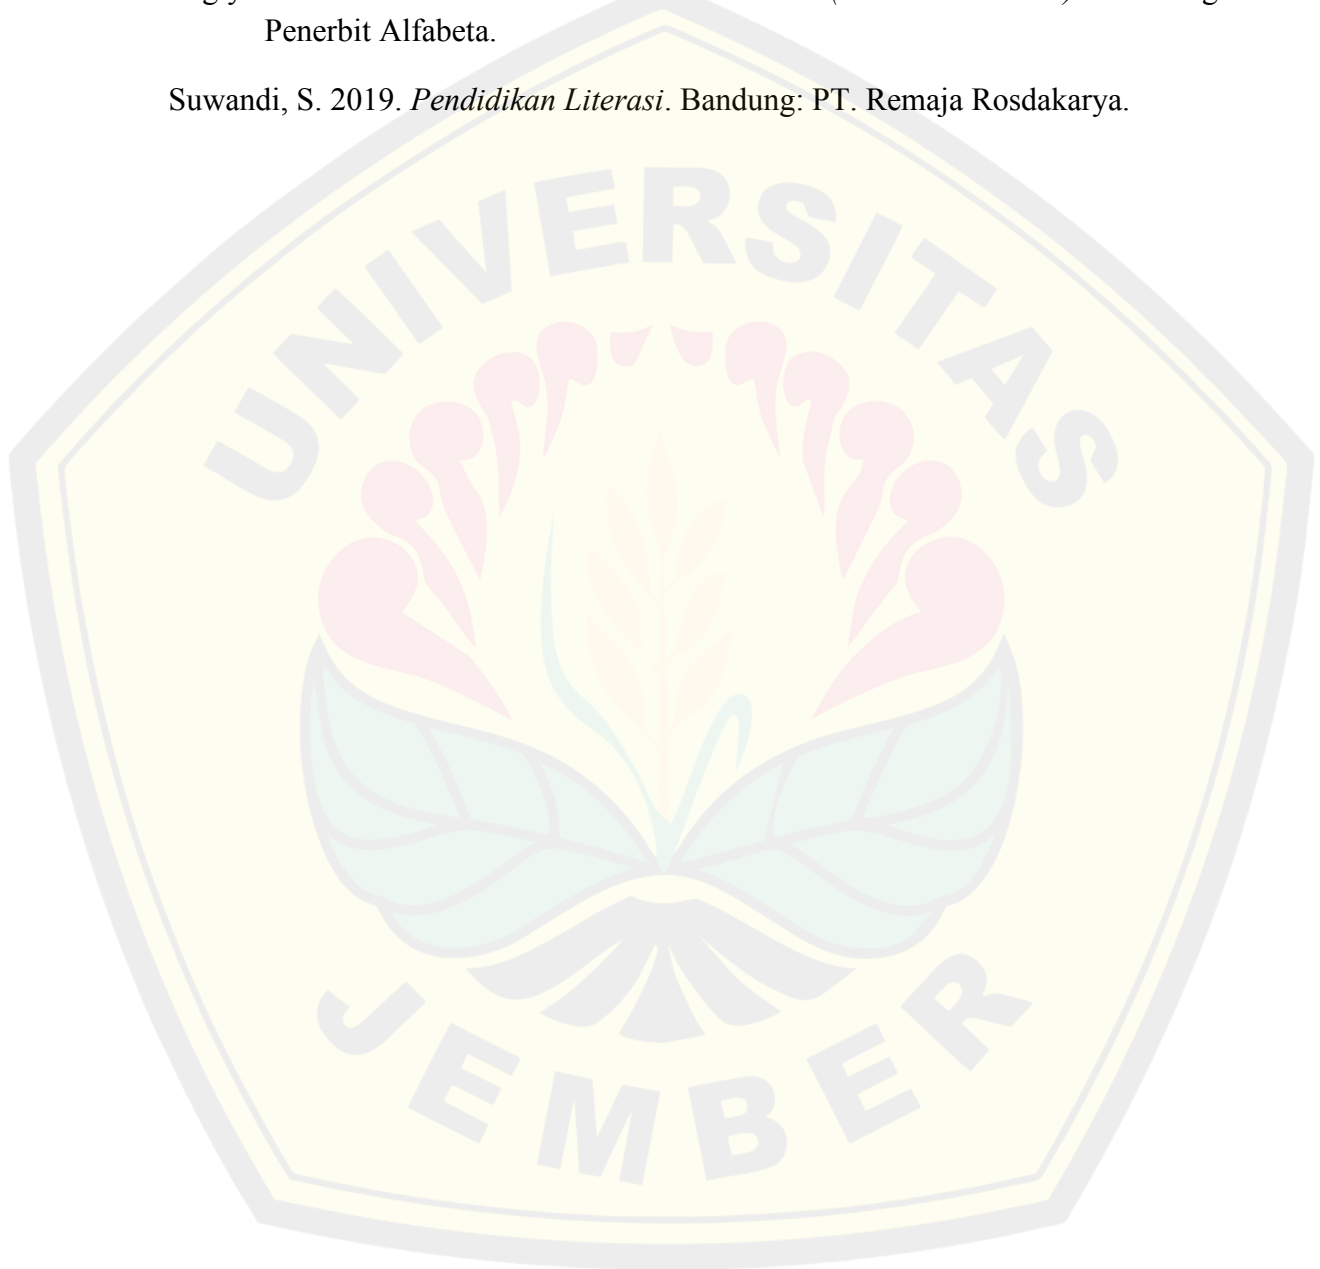 Penerbit Alfabeta.
Suwandi, S. 2019. Pendidikan Literasi. Bandung: PT. Remaja Rosdakarya.
UNIVERSITAS
JEMBER